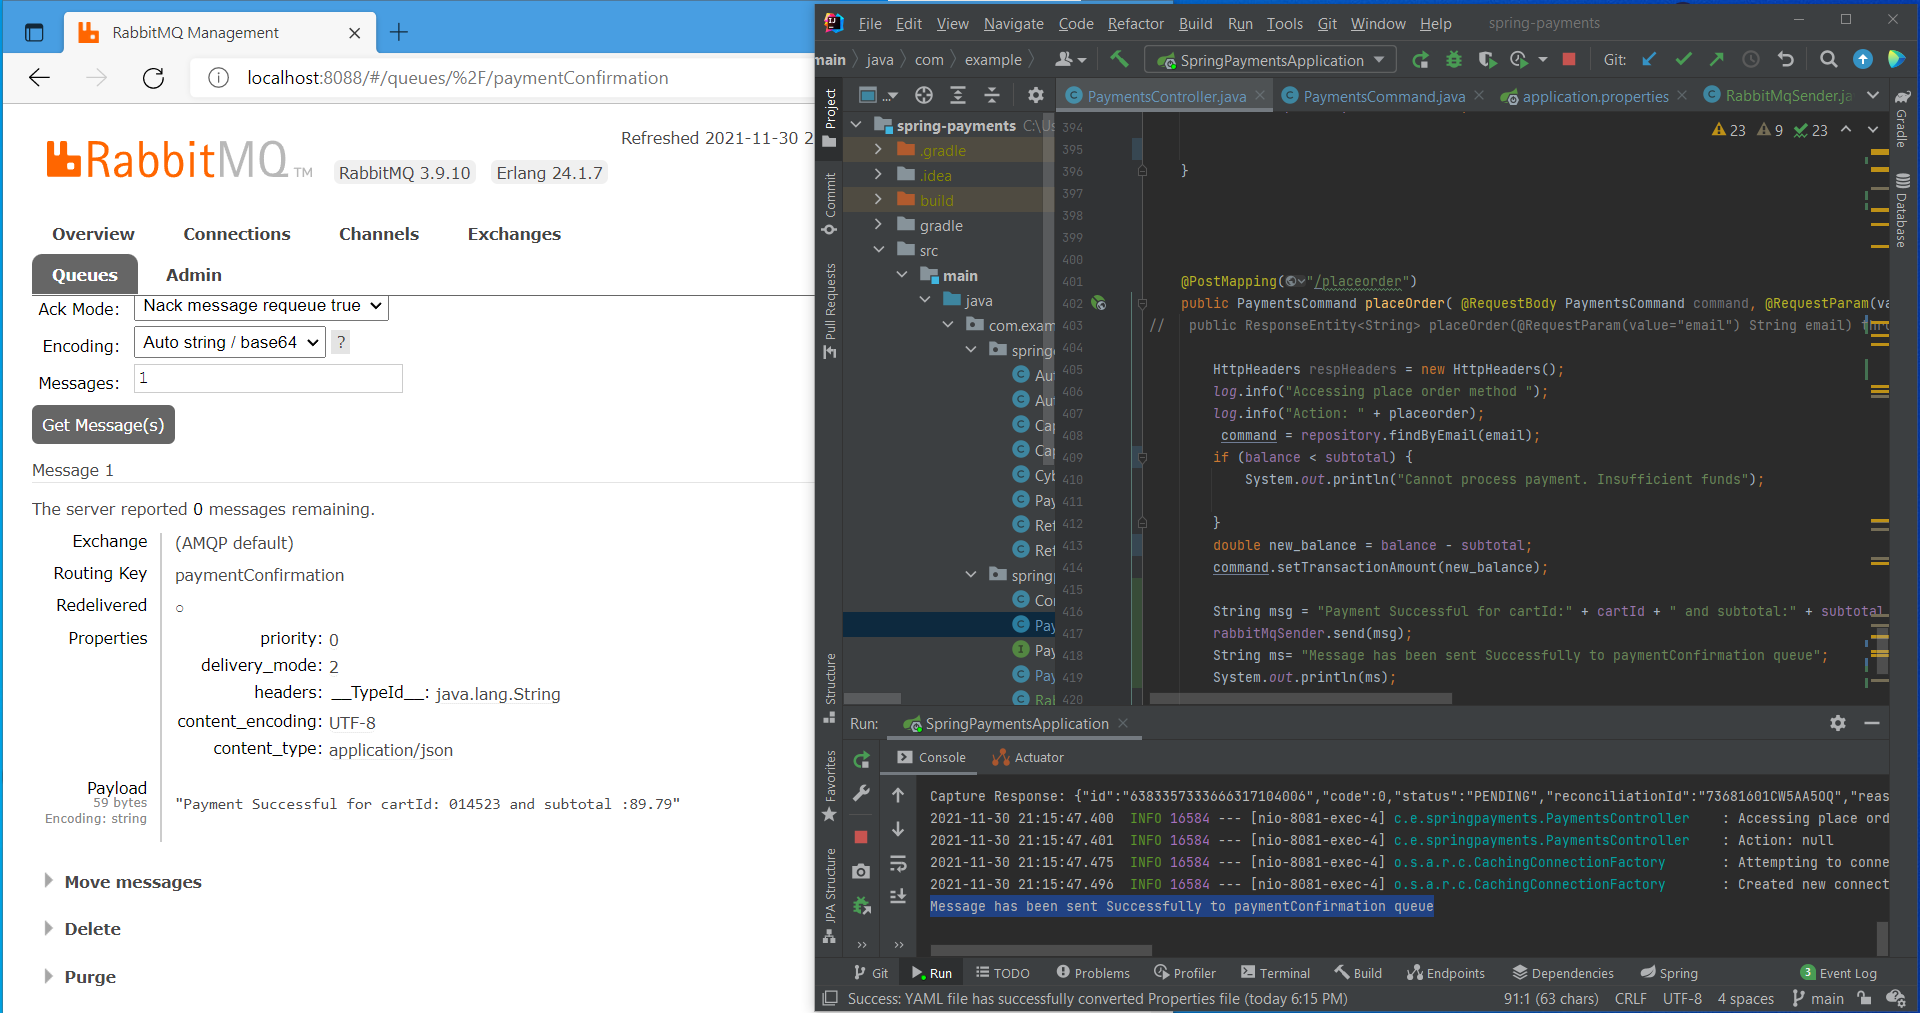 RabbitMQ Management
localhost:8088/#/queues/%2F/paymentConfirmation
Refreshed 2021-11-30 2
RabbitMQ TM
RabbitMQ 3.9.10
Erlang 24.1.7
Overview
Connections
Channels
Exchanges
Queues
Admin
Ack Mode:
Nack message requeue true
Encoding:
Auto string / base64
?
Messages:
1
Get Message(s)
Message 1
The server reported 0 messages remaining.
Exchange
(AMQP default)
Routing Key
paymentConfirmation
Redelivered
○
Properties
priority: 0
delivery_mode: 2
headers: __TypeId__: java.lang.String
content_encoding: UTF-8
content_type: application/json
Payload
59 bytes
Encoding: string
"Payment Successful for cartId: 014523 and subtotal :89.79"
Move messages
Delete
Purge
File Edit View Navigate Code Refactor Build Run Tools Git Window Help
spring-payments
main
java
com
example
SpringPaymentsApplication
Git:
Project
Commit
Pull Requests
Structure
Favorites
JPA Structure
Gradle
Database
PaymentsController.java
PaymentsCommand.java
application.properties
RabbitMqSender.ja
spring-payments C:\Us
.gradle
.idea
build
gradle
src
main
java
com.exam
spring
Au
Au
Ca
Ca
Cyb
Pay
Ref
Ref
spring
Co
Pay
Pay
Pay
Ra
23
9
23
394
395
396 }
397
398
399
400
401 @PostMapping("/placeorder")
402 public PaymentsCommand placeOrder( @RequestBody PaymentsCommand command, @RequestParam(va
403 // public ResponseEntity<String> placeOrder(@RequestParam(value="email") String email) thro
404
405 HttpHeaders respHeaders = new HttpHeaders();
406 log.info("Accessing place order method ");
407 log.info("Action: " + placeorder);
408 command = repository.findByEmail(email);
409 if (balance < subtotal) {
410 System.out.println("Cannot process payment. Insufficient funds");
411
412 }
413 double new_balance = balance - subtotal;
414 command.setTransactionAmount(new_balance);
415
416 String msg = "Payment Successful for cartId:" + cartId + " and subtotal:" + subtotal
417 rabbitMqSender.send(msg);
418 String ms= "Message has been sent Successfully to paymentConfirmation queue";
419 System.out.println(ms);
420
Run:
SpringPaymentsApplication
Console
Actuator
Capture Response: {"id":"6383357333666317104006","code":0,"status":"PENDING","reconciliationId":"73681601CW5AA50Q","reas
2021-11-30 21:15:47.400 INFO 16584 --- [nio-8081-exec-4] c.e.springpayments.PaymentsController : Accessing place ord
2021-11-30 21:15:47.401 INFO 16584 --- [nio-8081-exec-4] c.e.springpayments.PaymentsController : Action: null
2021-11-30 21:15:47.475 INFO 16584 --- [nio-8081-exec-4] o.s.a.r.c.CachingConnectionFactory : Attempting to conne
2021-11-30 21:15:47.496 INFO 16584 --- [nio-8081-exec-4] o.s.a.r.c.CachingConnectionFactory : Created new connect
Message has been sent Successfully to paymentConfirmation queue
Git
Run
TODO
Problems
Profiler
Terminal
Build
Endpoints
Dependencies
Spring
3 Event Log
Success: YAML file has successfully converted Properties file (today 6:15 PM)
91:1 (63 chars)
CRLF
UTF-8
4 spaces
main